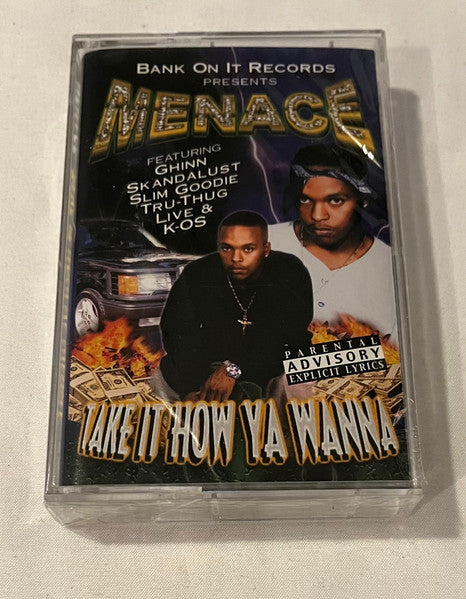 BANK ON IT RECORDS
PRESENTS
MENACE
FEATURING
GHINN
SKANDALUST
SLIM GOODIE
TRU-THUG
LIVE &
K-OS
PARENTAL
ADVISORY
EXPLICIT LYRICS
TAKE IT HOW YA WANNA